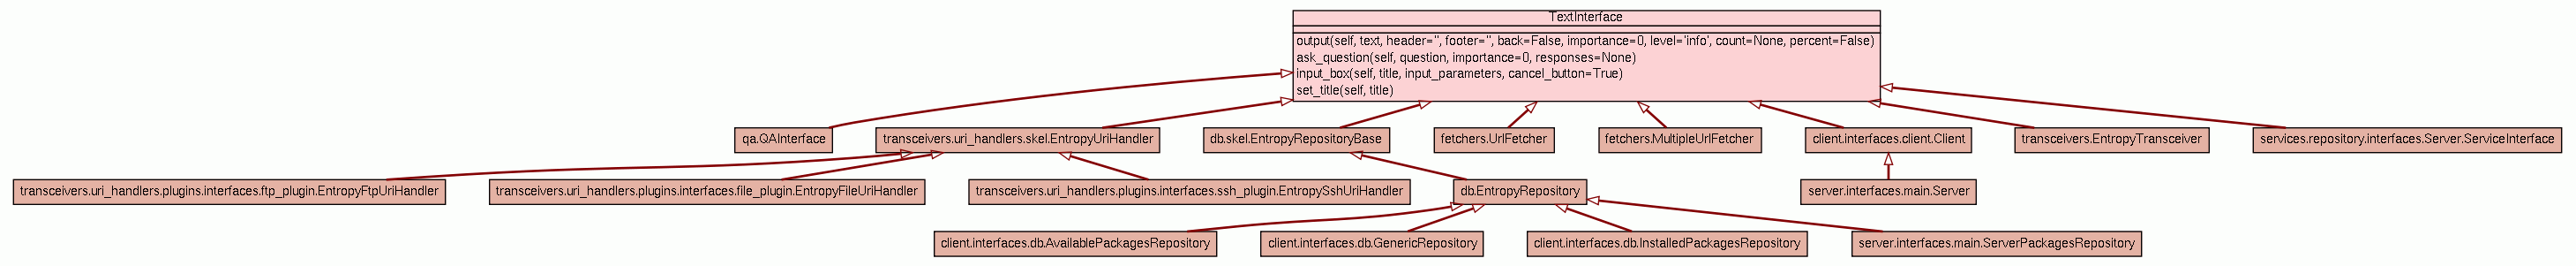 TextInterface
output(self, text, header='', footer='', back=False, importance=0, level='info', count=None, percent=False)
ask_question(self, question, importance=0, responses=None)
input_box(self, title, input_parameters, cancel_button=True)
set_title(self, title)
qa.QAInterface
transceivers.uri_handlers.skel.EntropyUriHandler
db.skel.EntropyRepositoryBase
fetchers.UrlFetcher
fetchers.MultipleUrlFetcher
client.interfaces.client.Client
transceivers.EntropyTransceiver
services.repository.interfaces.Server.ServiceInterface
transceivers.uri_handlers.plugins.interfaces.ftp_plugin.EntropyFtpUriHandler
transceivers.uri_handlers.plugins.interfaces.file_plugin.EntropyFileUriHandler
transceivers.uri_handlers.plugins.interfaces.ssh_plugin.EntropySshUriHandler
db.EntropyRepository
server.interfaces.main.Server
client.interfaces.db.AvailablePackagesRepository
client.interfaces.db.GenericRepository
client.interfaces.db.InstalledPackagesRepository
server.interfaces.main.ServerPackagesRepository